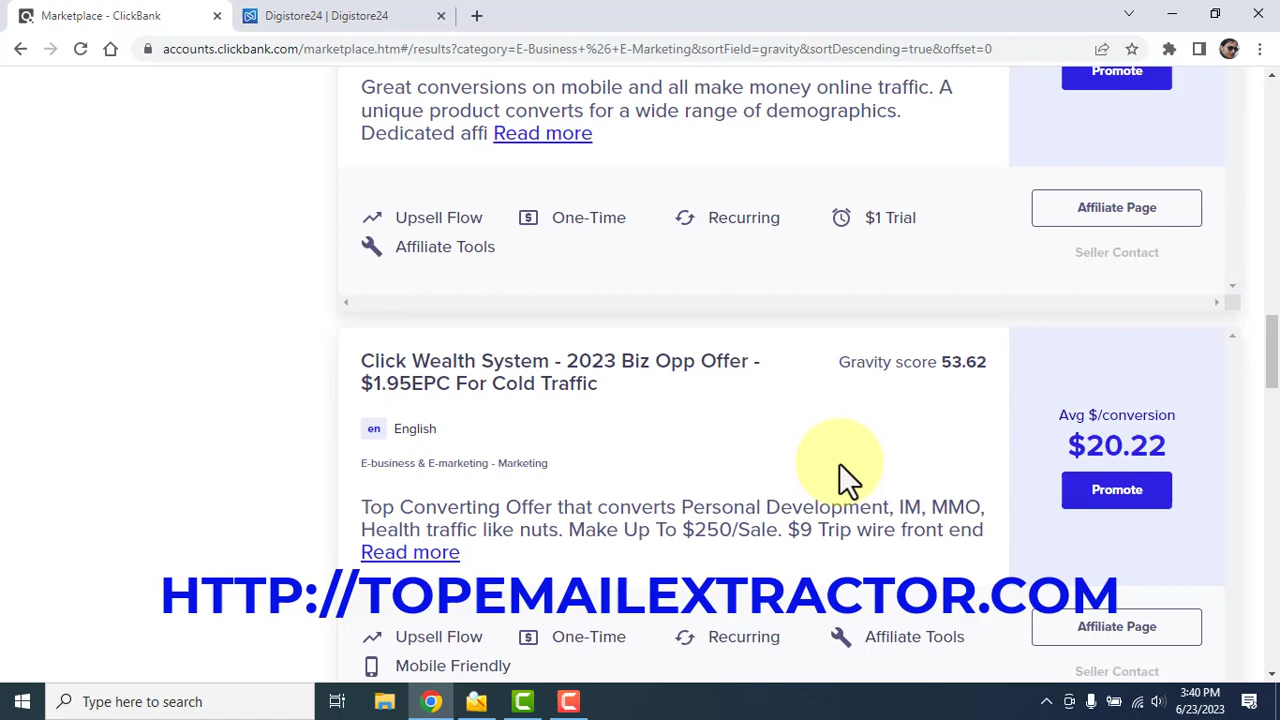 Marketplace - ClickBank
Digistore24 | Digistore24
accounts.clickbank.com/marketplace.htm#/results?category=E-Business+%26+E-Marketing&sortField=gravity&sortDescending=true&offset=0
Great conversions on mobile and all make money online traffic. A
unique product converts for a wide range of demographics.
Dedicated affi Read more
Promote
Upsell Flow
One-Time
Recurring
$1 Trial
Affiliate Tools
Affiliate Page
Seller Contact
Click Wealth System - 2023 Biz Opp Offer -
$1.95EPC For Cold Traffic
Gravity score 53.62
en English
E-business & E-marketing - Marketing
Top Converting Offer that converts Personal Development, IM, MMO,
Health traffic like nuts. Make Up To $250/Sale. $9 Trip wire front end
Read more
Avg $/conversion
$20.22
Promote
HTTP://TOPEMAILEXTRACTOR.COM
Upsell Flow
One-Time
Recurring
Affiliate Tools
Mobile Friendly
Affiliate Page
Seller Contact
Type here to search
3:40 PM
6/23/2023